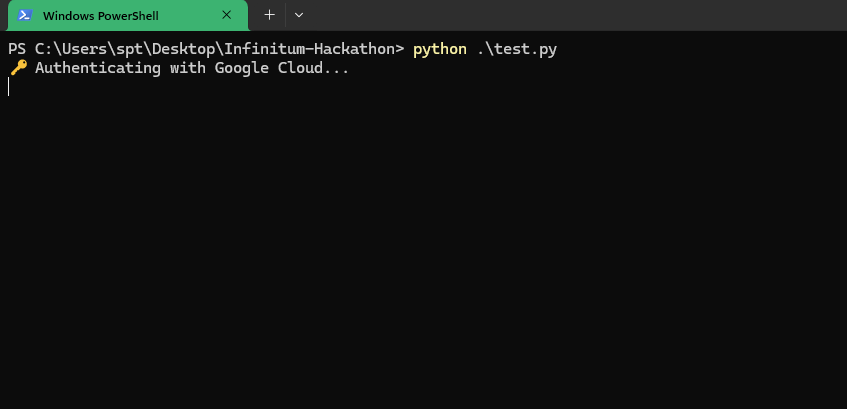 Windows PowerShell
PS C:\Users\spt\Desktop\Infinitum-Hackathon> python .\test.py
🔑 Authenticating with Google Cloud...